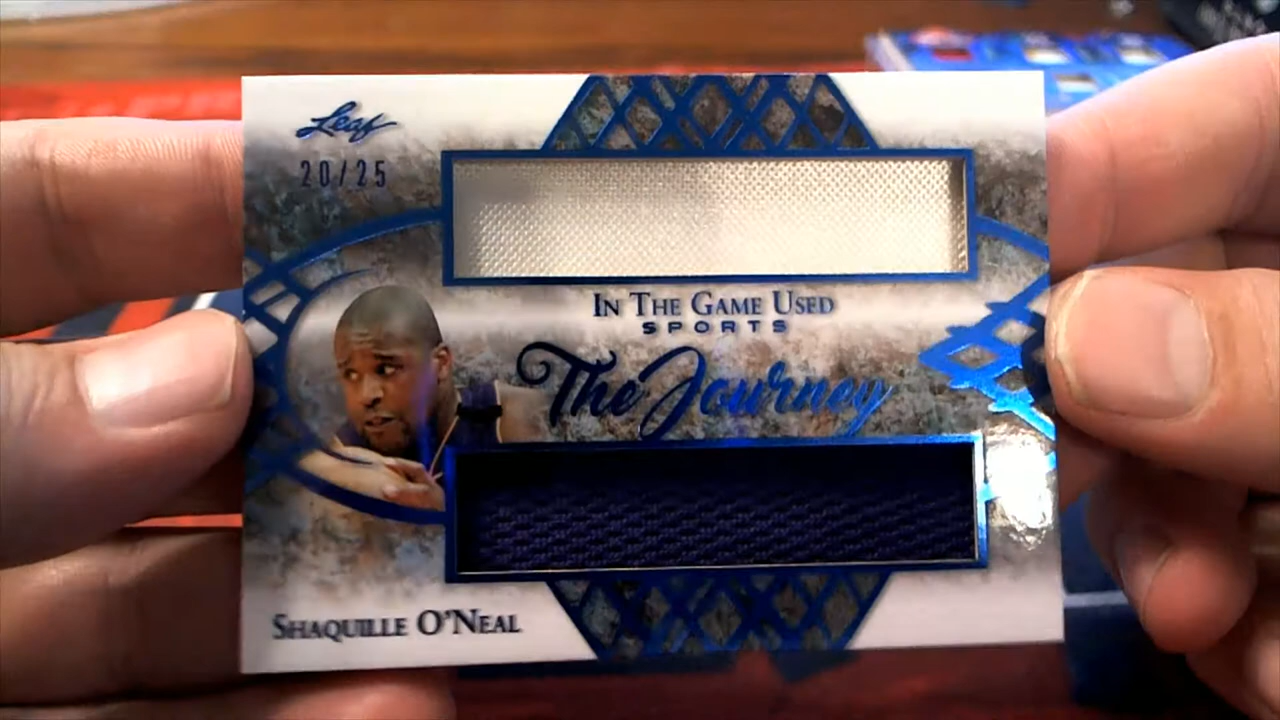 Leaf
20/25
IN THE GAME USED
SPORTS
The Journey
SHAQUILLE O'NEAL